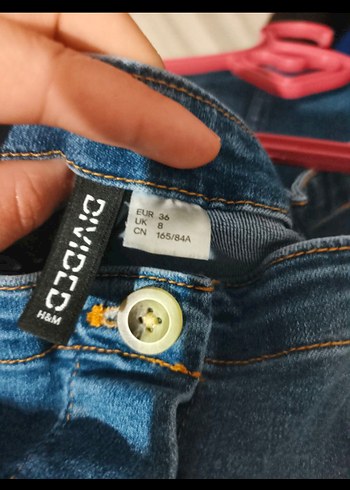 DIVIDED
H&M
EUR 36
UK 8
CN 165/84A